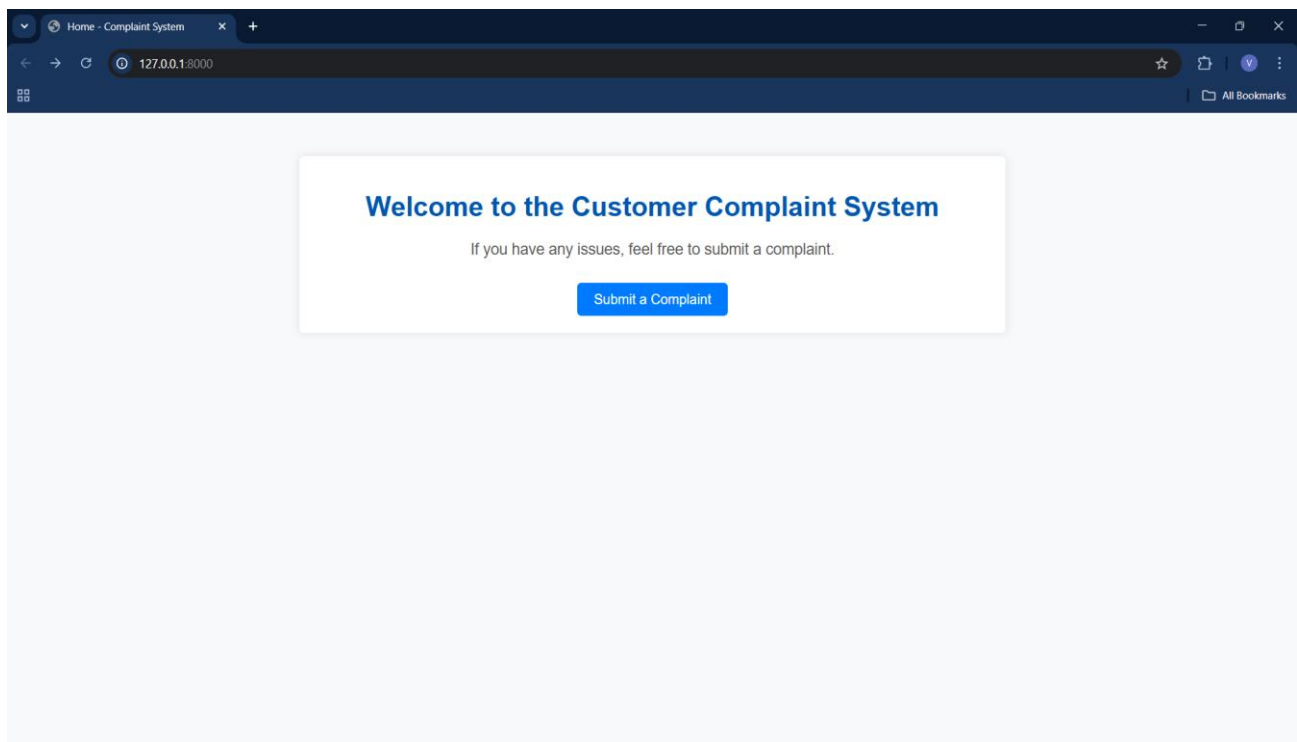 Home - Complaint System
127.0.0.1:8000
V
All Bookmarks
Welcome to the Customer Complaint System
If you have any issues, feel free to submit a complaint.
Submit a Complaint